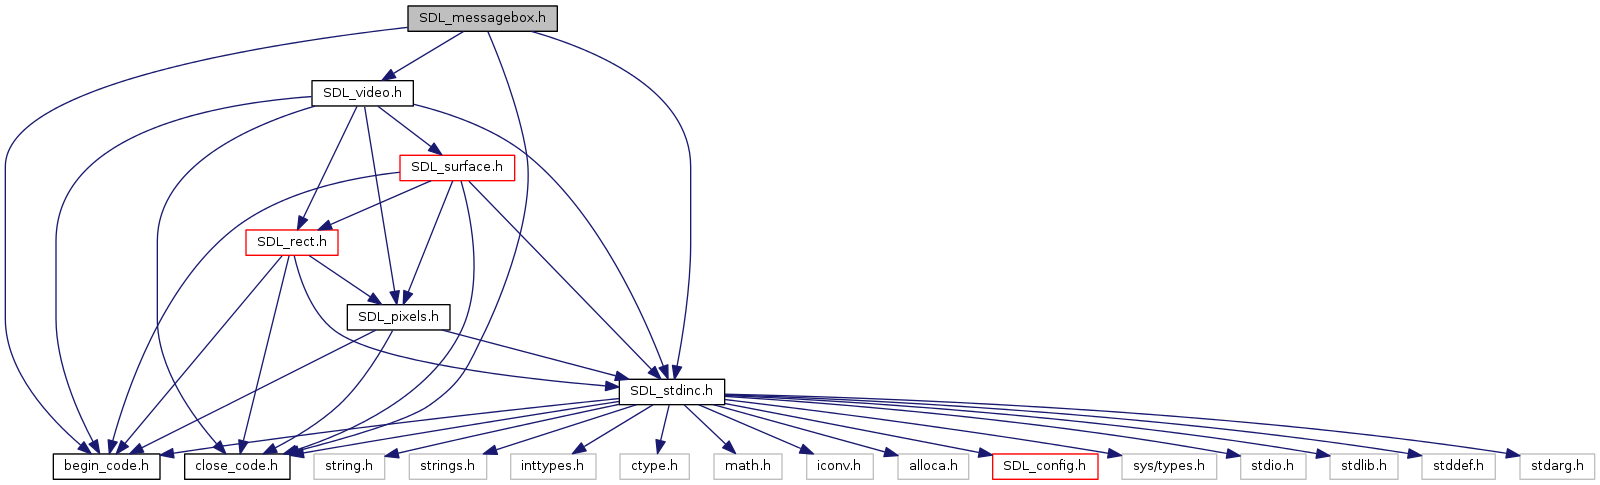 SDL_messagebox.h
SDL_video.h
SDL_surface.h
SDL_rect.h
SDL_pixels.h
SDL_stdinc.h
begin_code.h
close_code.h
string.h
strings.h
inttypes.h
ctype.h
math.h
iconv.h
alloca.h
SDL_config.h
sys/types.h
stdio.h
stdlib.h
stddef.h
stdarg.h